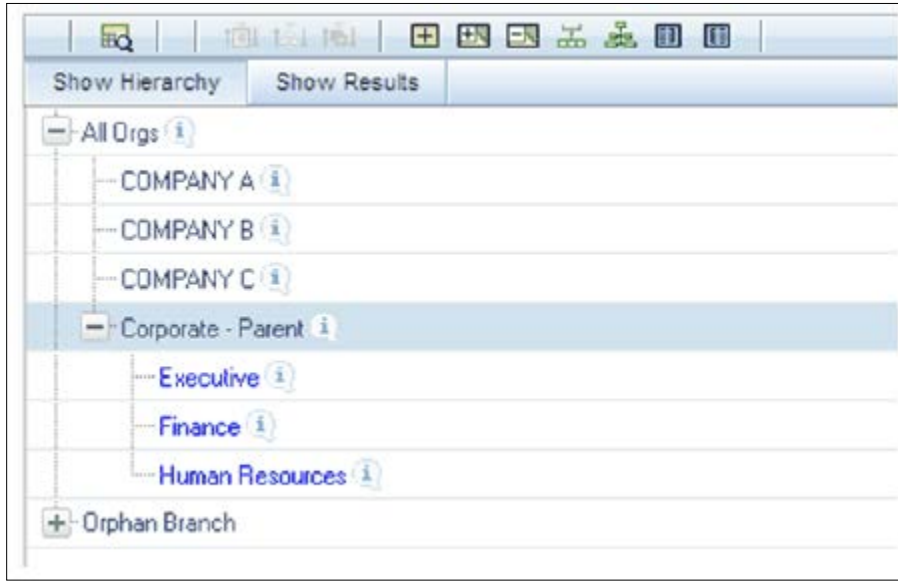 Show Hierarchy Show Results
All Orgs
COMPANY A
COMPANY B
COMPANY C
Corporate - Parent
Executive
Finance
Human Resources
Orphan Branch